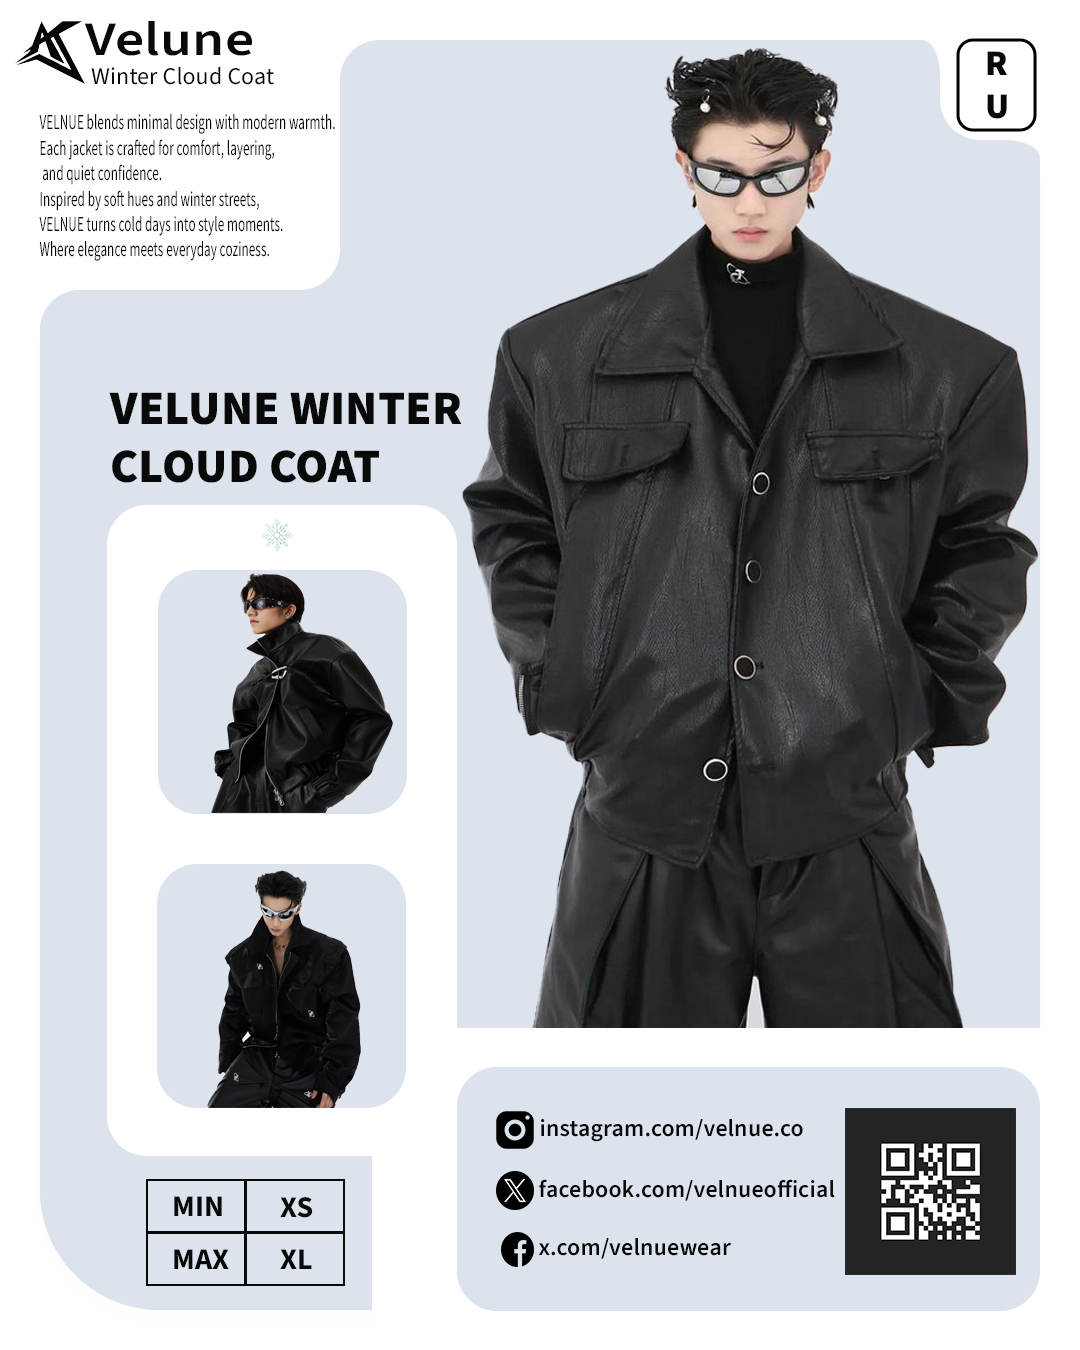 Velune
Winter Cloud Coat
R
U
VELNUE blends minimal design with modern warmth.
Each jacket is crafted for comfort, layering,
and quiet confidence.
Inspired by soft hues and winter streets,
VELNUE turns cold days into style moments.
Where elegance meets everyday coziness.
VELUNE WINTER
CLOUD COAT
MIN XS
MAX XL
instagram.com/velnue.co
facebook.com/velnueofficial
x.com/velnuewear